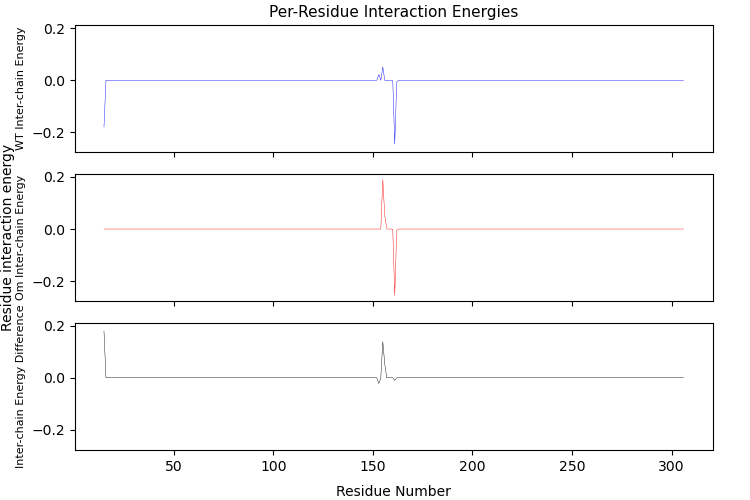 Per-Residue Interaction Energies
Residue interaction energy
WT Inter-chain Energy
0.2
0.0
−0.2
Om Inter-chain Energy
0.2
0.0
−0.2
Inter-chain Energy Difference
0.2
0.0
−0.2
50 100 150 200 250 300
Residue Number